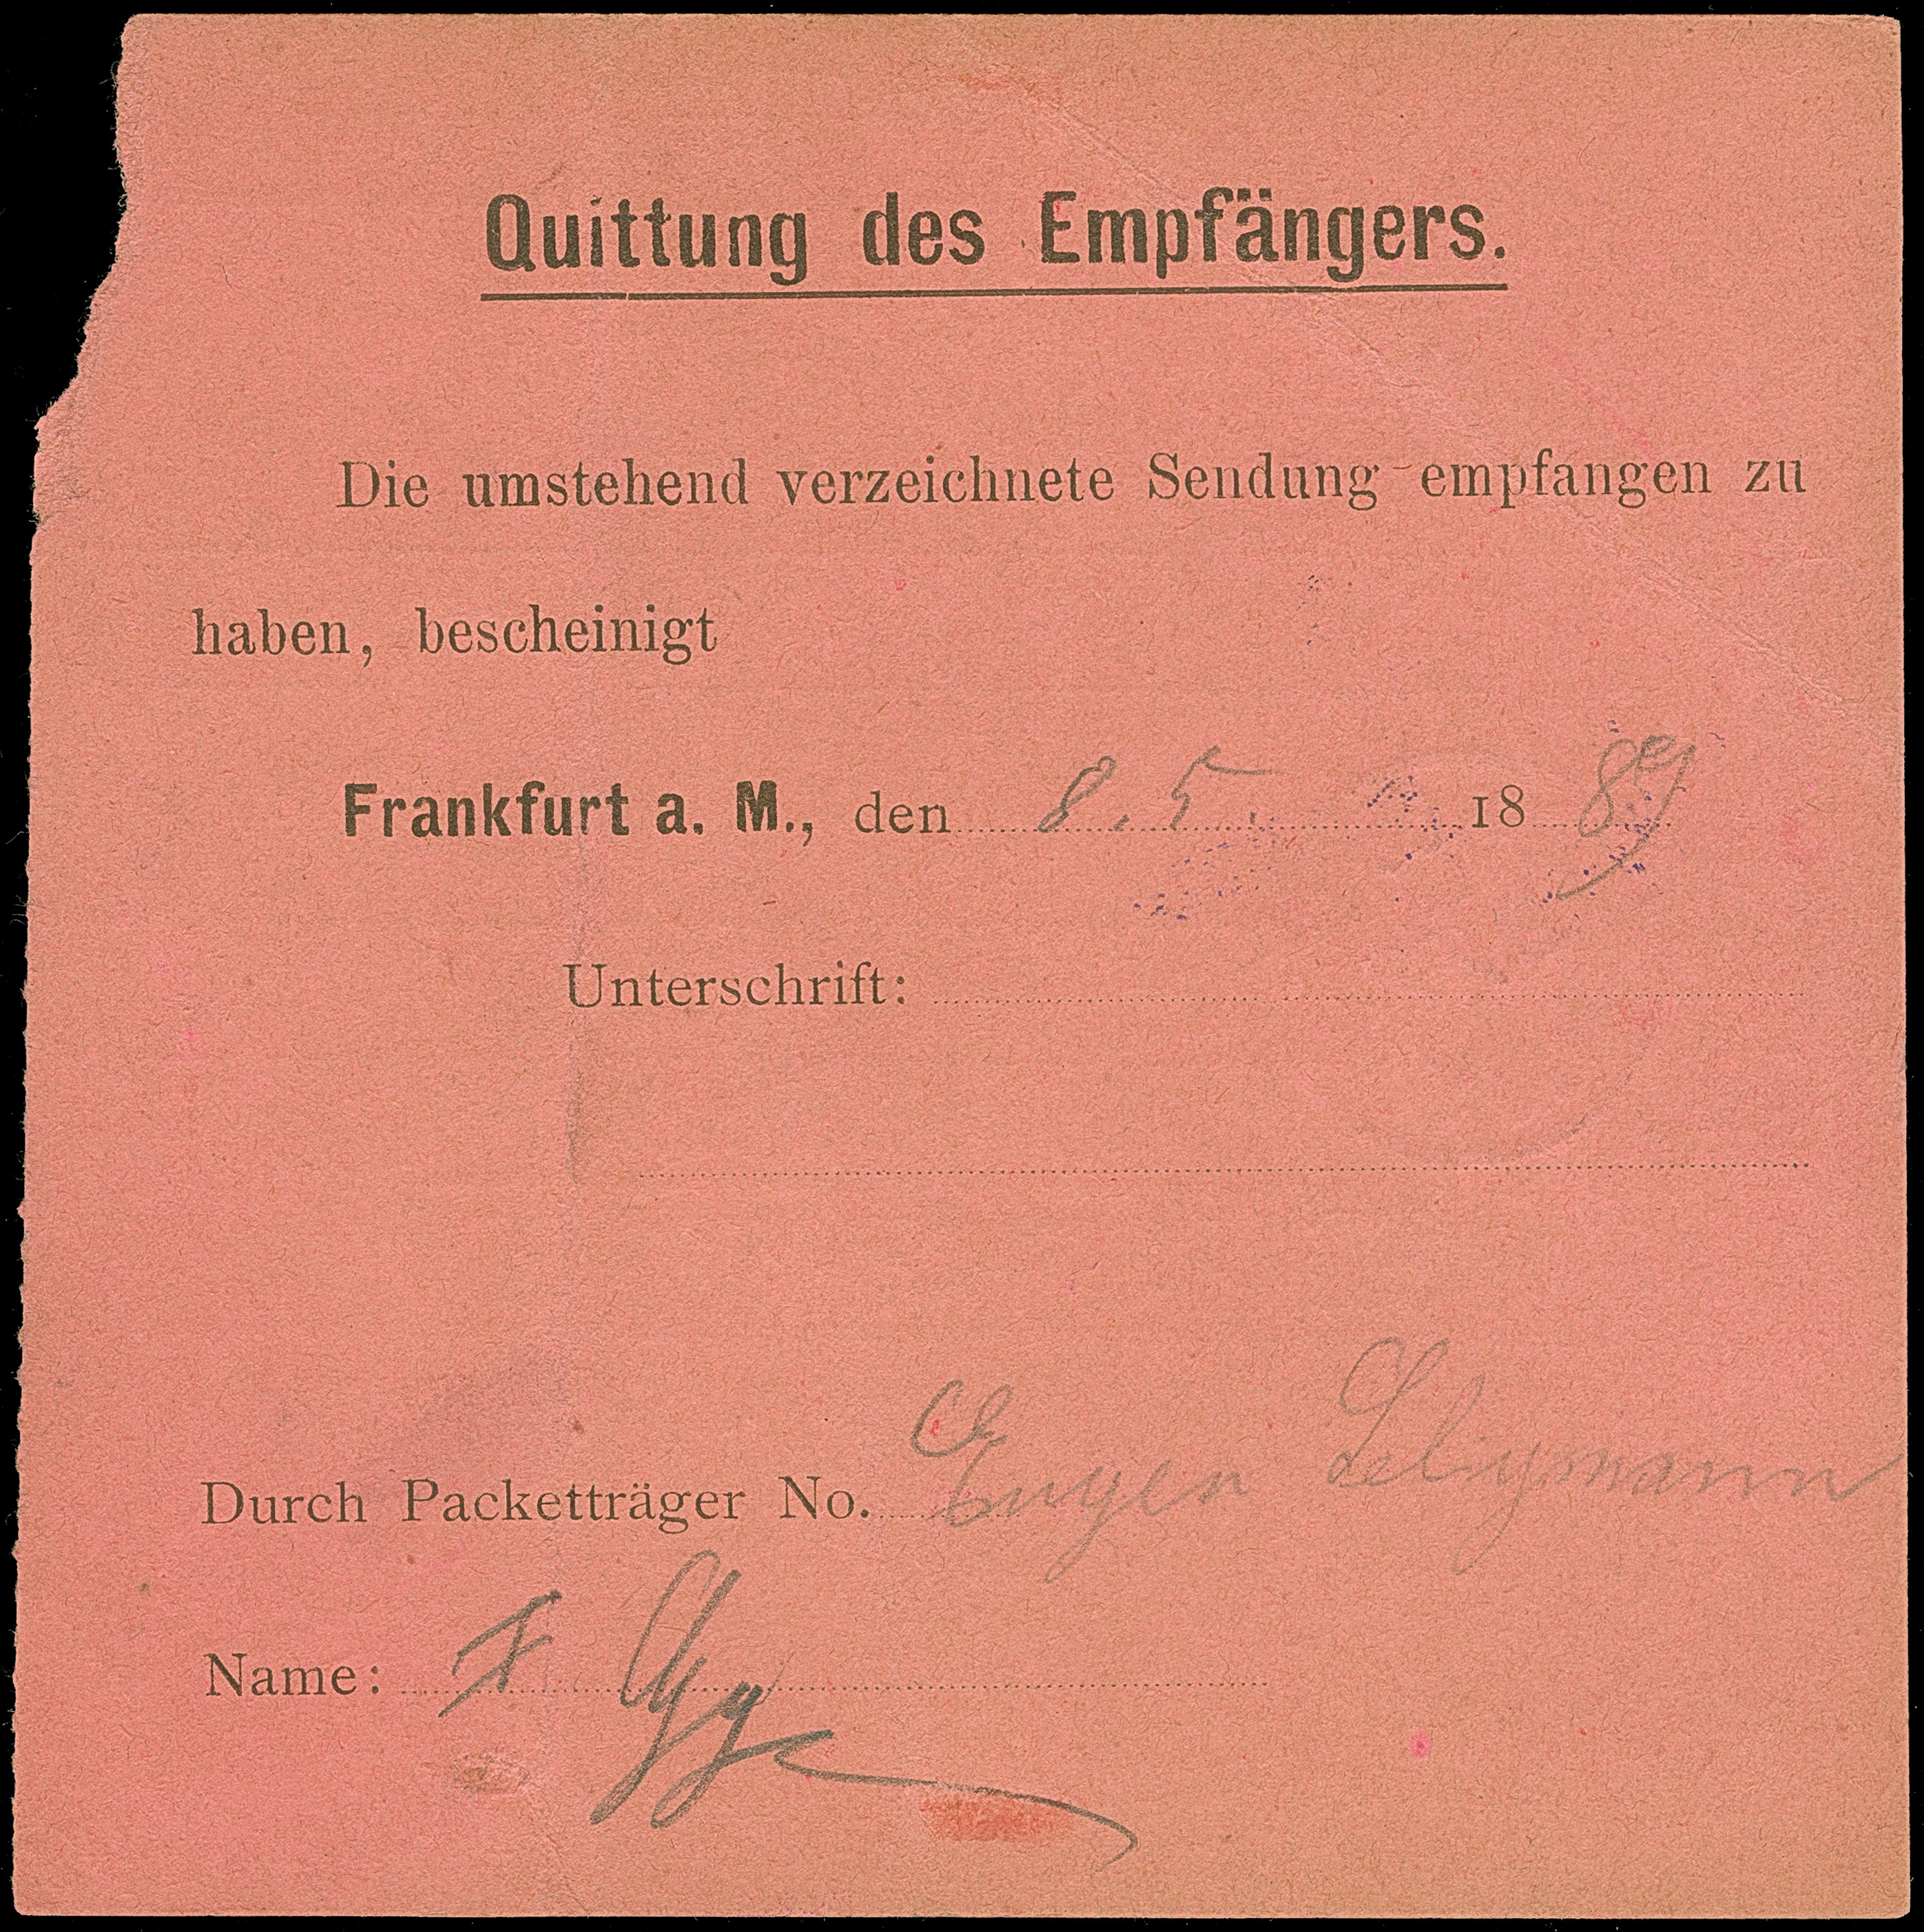 Quittung des Empfängers.
Die umstehend verzeichnete Sendung empfangen zu
haben, bescheinigt
Frankfurt a. M., den 8. 5. 1889
Unterschrift:
Durch Packetträger No. Eugen Seligmann
Name: